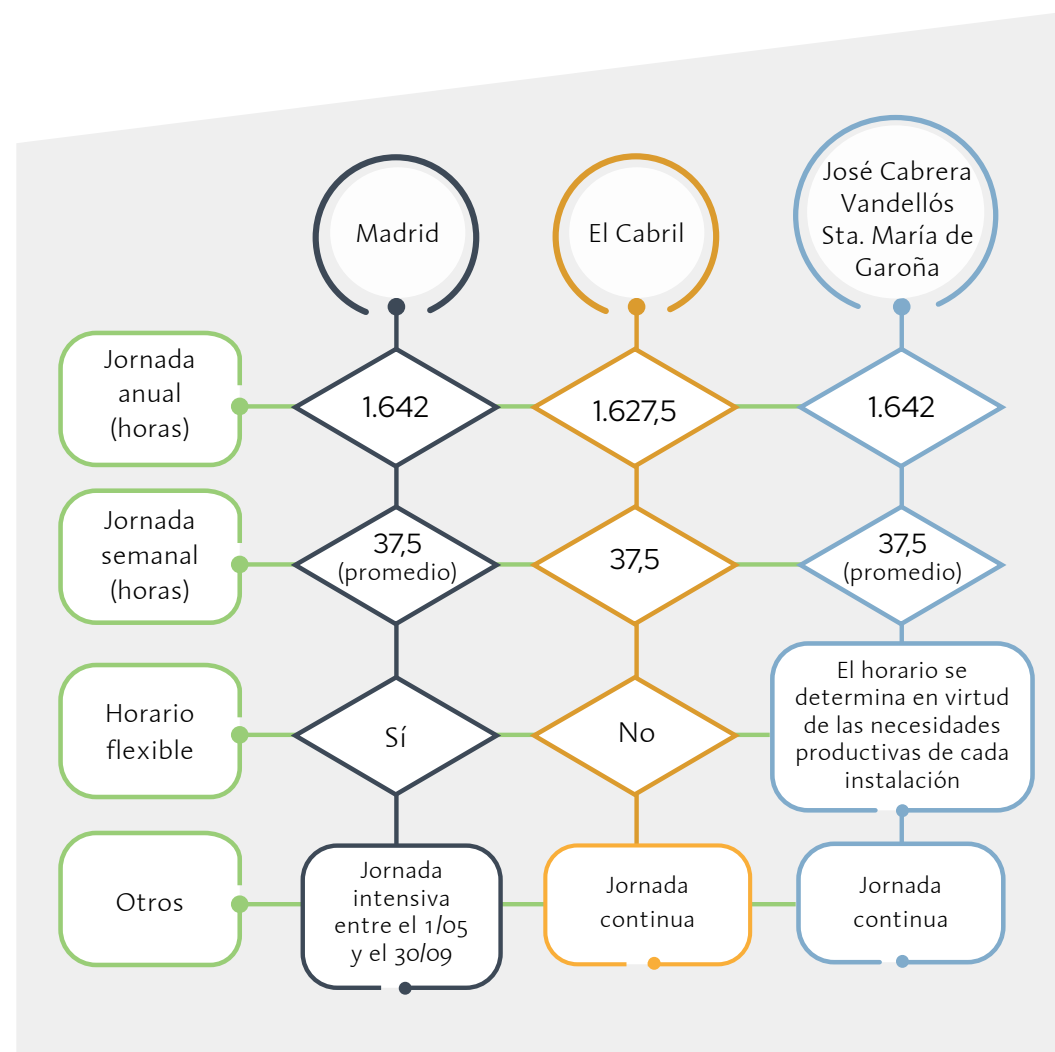 Madrid
El Cabril
José Cabrera
Vandellós
Sta. María de
Garoña
Jornada
anual
(horas)
1.642
1.627,5
1.642
Jornada
semanal
(horas)
37,5
(promedio)
37,5
37,5
(promedio)
Horario
flexible
Sí
No
El horario se
determina en virtud
de las necesidades
productivas de cada
instalación
Otros
Jornada
intensiva
entre el 1/05
y el 30/09
Jornada
continua
Jornada
continua